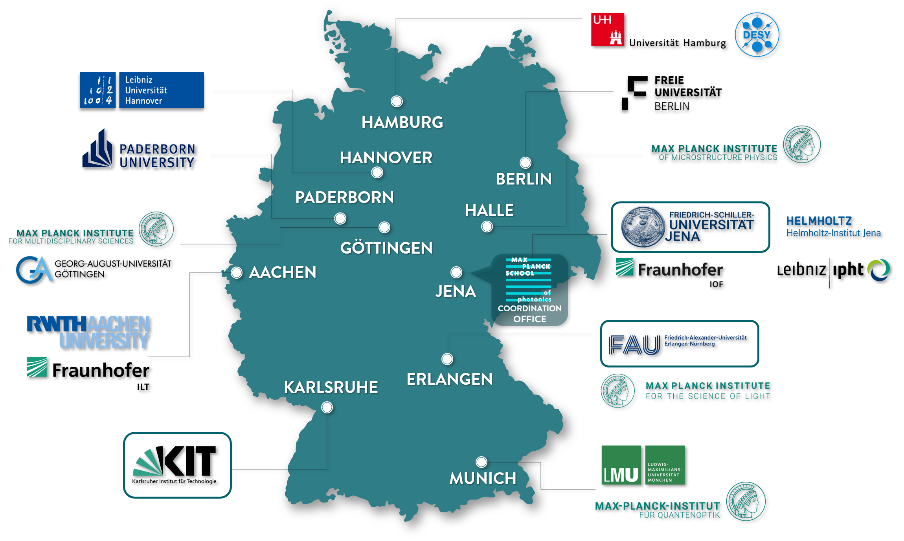 UHH
Universität Hamburg
DESY
Leibniz
Universität
Hannover
FREIE
UNIVERSITÄT
BERLIN
HAMBURG
PADERBORN
UNIVERSITY
HANNOVER
MAX PLANCK INSTITUTE
OF MICROSTRUCTURE PHYSICS
BERLIN
PADERBORN
HALLE
MAX PLANCK INSTITUTE
FOR MULTIDISCIPLINARY SCIENCES
GÖTTINGEN
FRIEDRICH-SCHILLER-
UNIVERSITÄT
JENA
HELMHOLTZ
Helmholtz-Institut Jena
GEORG-AUGUST-UNIVERSITÄT
GÖTTINGEN
AACHEN
JENA
MAX
PLANCK
SCHOOL
of
photonics
COORDINATION
OFFICE
Fraunhofer
IOF
Leibniz ipht
RWTHAACHEN
UNIVERSITY
Fraunhofer
ILT
FAU
Friedrich-Alexander-Universität
Erlangen-Nürnberg
ERLANGEN
KARLSRUHE
MAX PLANCK INSTITUTE
FOR THE SCIENCE OF LIGHT
KIT
Karlsruher Institut für Technologie
MUNICH
LMU
LUDWIG-
MAXIMILIANS
UNIVERSITÄT
MÜNCHEN
MAX-PLANCK-INSTITUT
FÜR QUANTENOPTIK